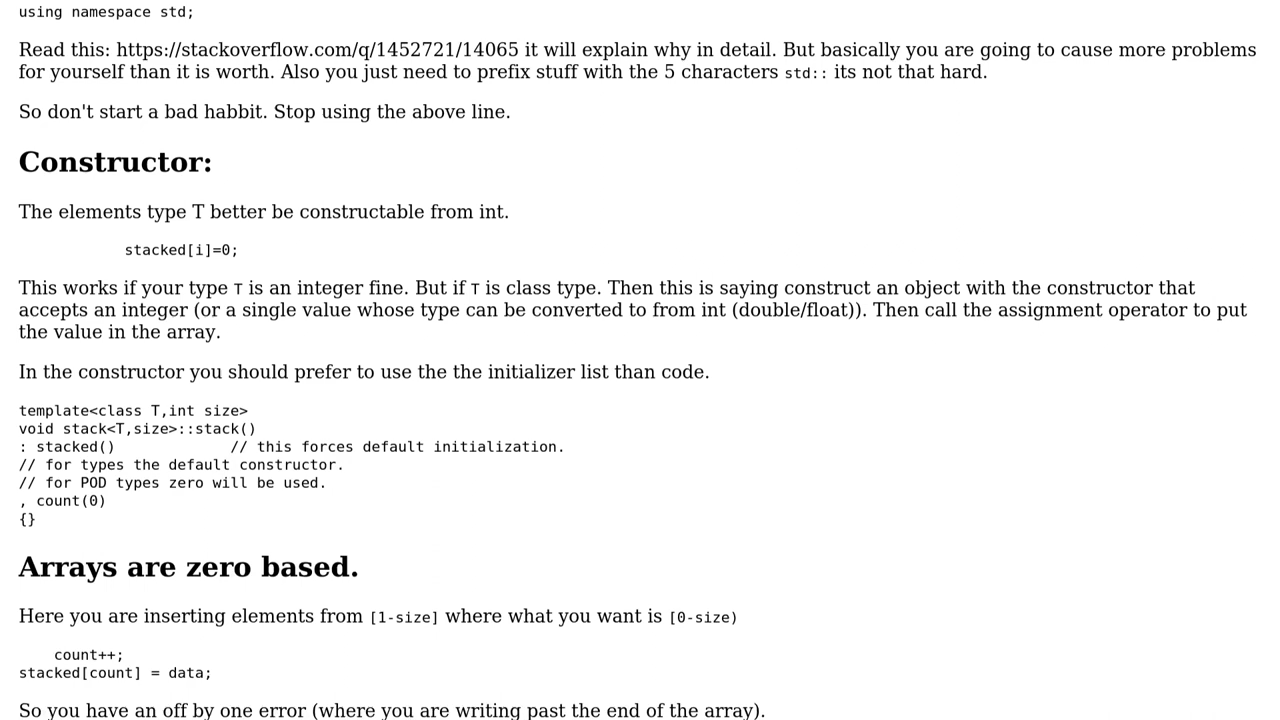 using namespace std;
Read this: https://stackoverflow.com/q/1452721/14065 it will explain why in detail. But basically you are going to cause more problems
for yourself than it is worth. Also you just need to prefix stuff with the 5 characters std:: its not that hard.
So don't start a bad habbit. Stop using the above line.
Constructor:
The elements type T better be constructable from int.
stacked[i]=0;
This works if your type T is an integer fine. But if T is class type. Then this is saying construct an object with the constructor that
accepts an integer (or a single value whose type can be converted to from int (double/float)). Then call the assignment operator to put
the value in the array.
In the constructor you should prefer to use the the initializer list than code.
template<class T,int size>
void stack<T,size>::stack()
: stacked()             // this forces default initialization.
// for types the default constructor.
// for POD types zero will be used.
, count(0)
{}
Arrays are zero based.
Here you are inserting elements from [1-size] where what you want is [0-size)
count++;
stacked[count] = data;
So you have an off by one error (where you are writing past the end of the array).